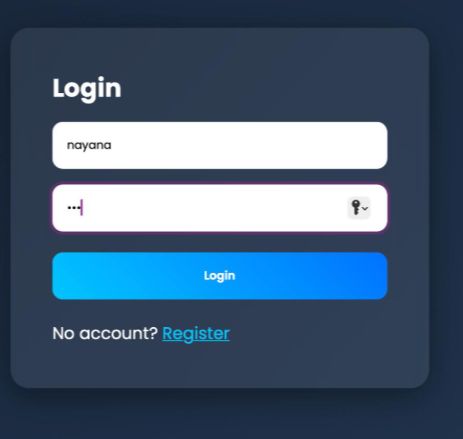 Login
nayana
•••
Login
No account? Register